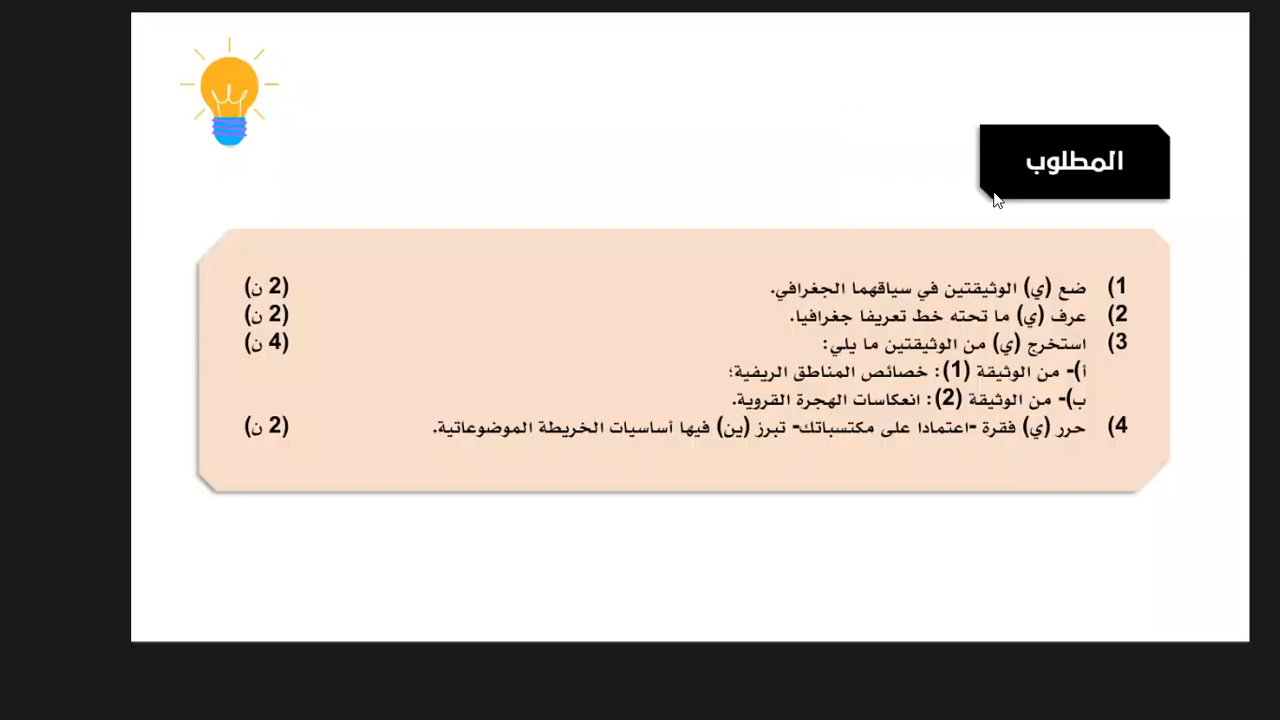 المطلوب
1) ضع (ي) الوثيقتين في سياقهما الجغرافي. (2 ن)
2) عرف (ي) ما تحته خط تعريفا جغرافيا. (2 ن)
3) استخرج (ي) من الوثيقتين ما يلي: (4 ن)
أ)- من الوثيقة (1): خصائص المناطق الريفية؛
ب)- من الوثيقة (2): انعكاسات الهجرة القروية.
4) حرر (ي) فقرة -اعتمادا على مكتسباتك- تبرز (ين) فيها أساسيات الخريطة الموضوعاتية. (2 ن)